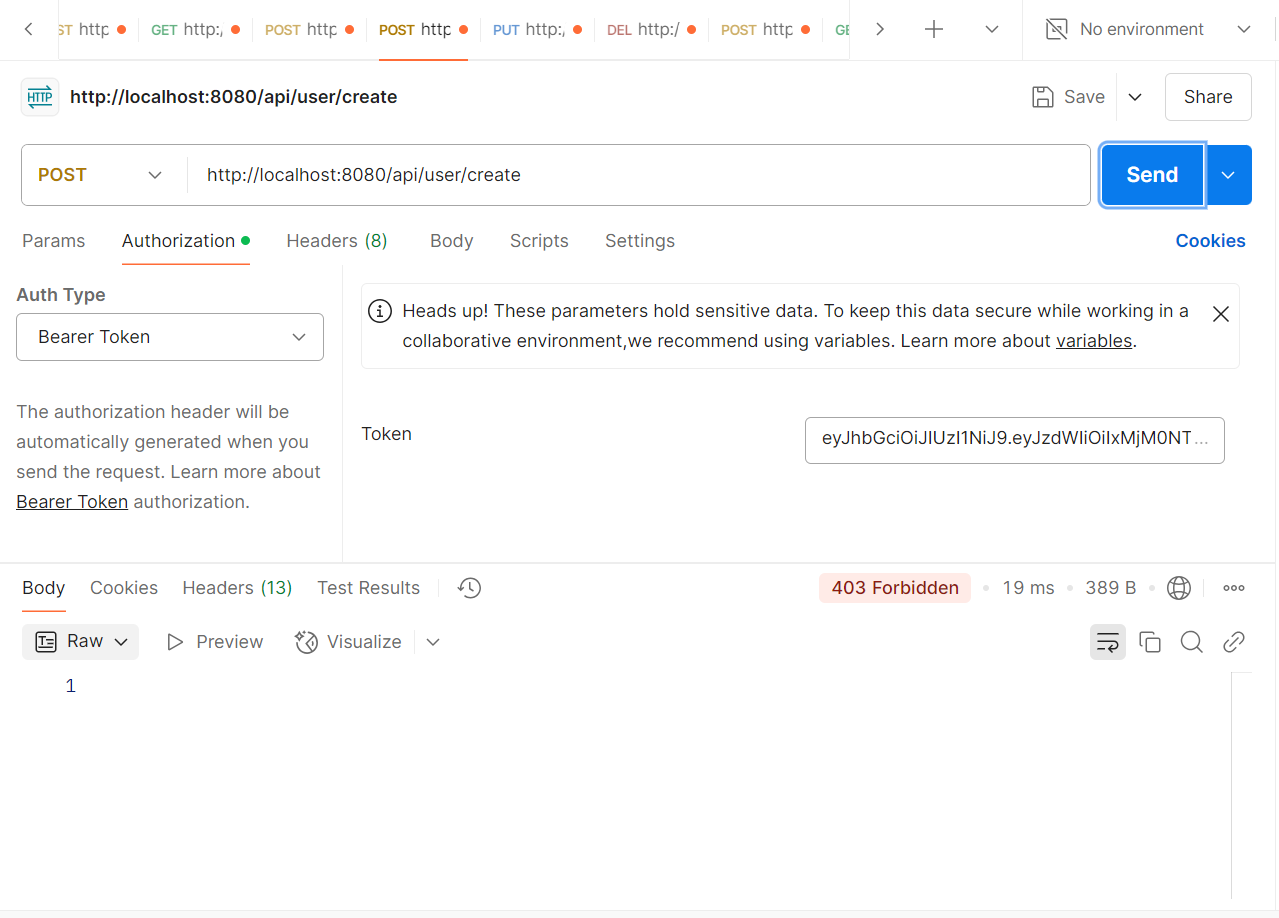 ST http
GET http:/
POST http
POST http
PUT http:/
DEL http:/
POST http
GE
No environment
HTTP
http://localhost:8080/api/user/create
Save
Share
POST
http://localhost:8080/api/user/create
Send
Params
Authorization
Headers (8)
Body
Scripts
Settings
Cookies
Auth Type
Bearer Token
The authorization header will be
automatically generated when you
send the request. Learn more about
Bearer Token authorization.
Heads up! These parameters hold sensitive data. To keep this data secure while working in a
collaborative environment,we recommend using variables. Learn more about variables.
Token
eyJhbGciOiJIUzI1NiJ9.eyJzdWIiOiIxMjM0NT...
Body
Cookies
Headers (13)
Test Results
403 Forbidden
19 ms
389 B
Raw
Preview
Visualize
1